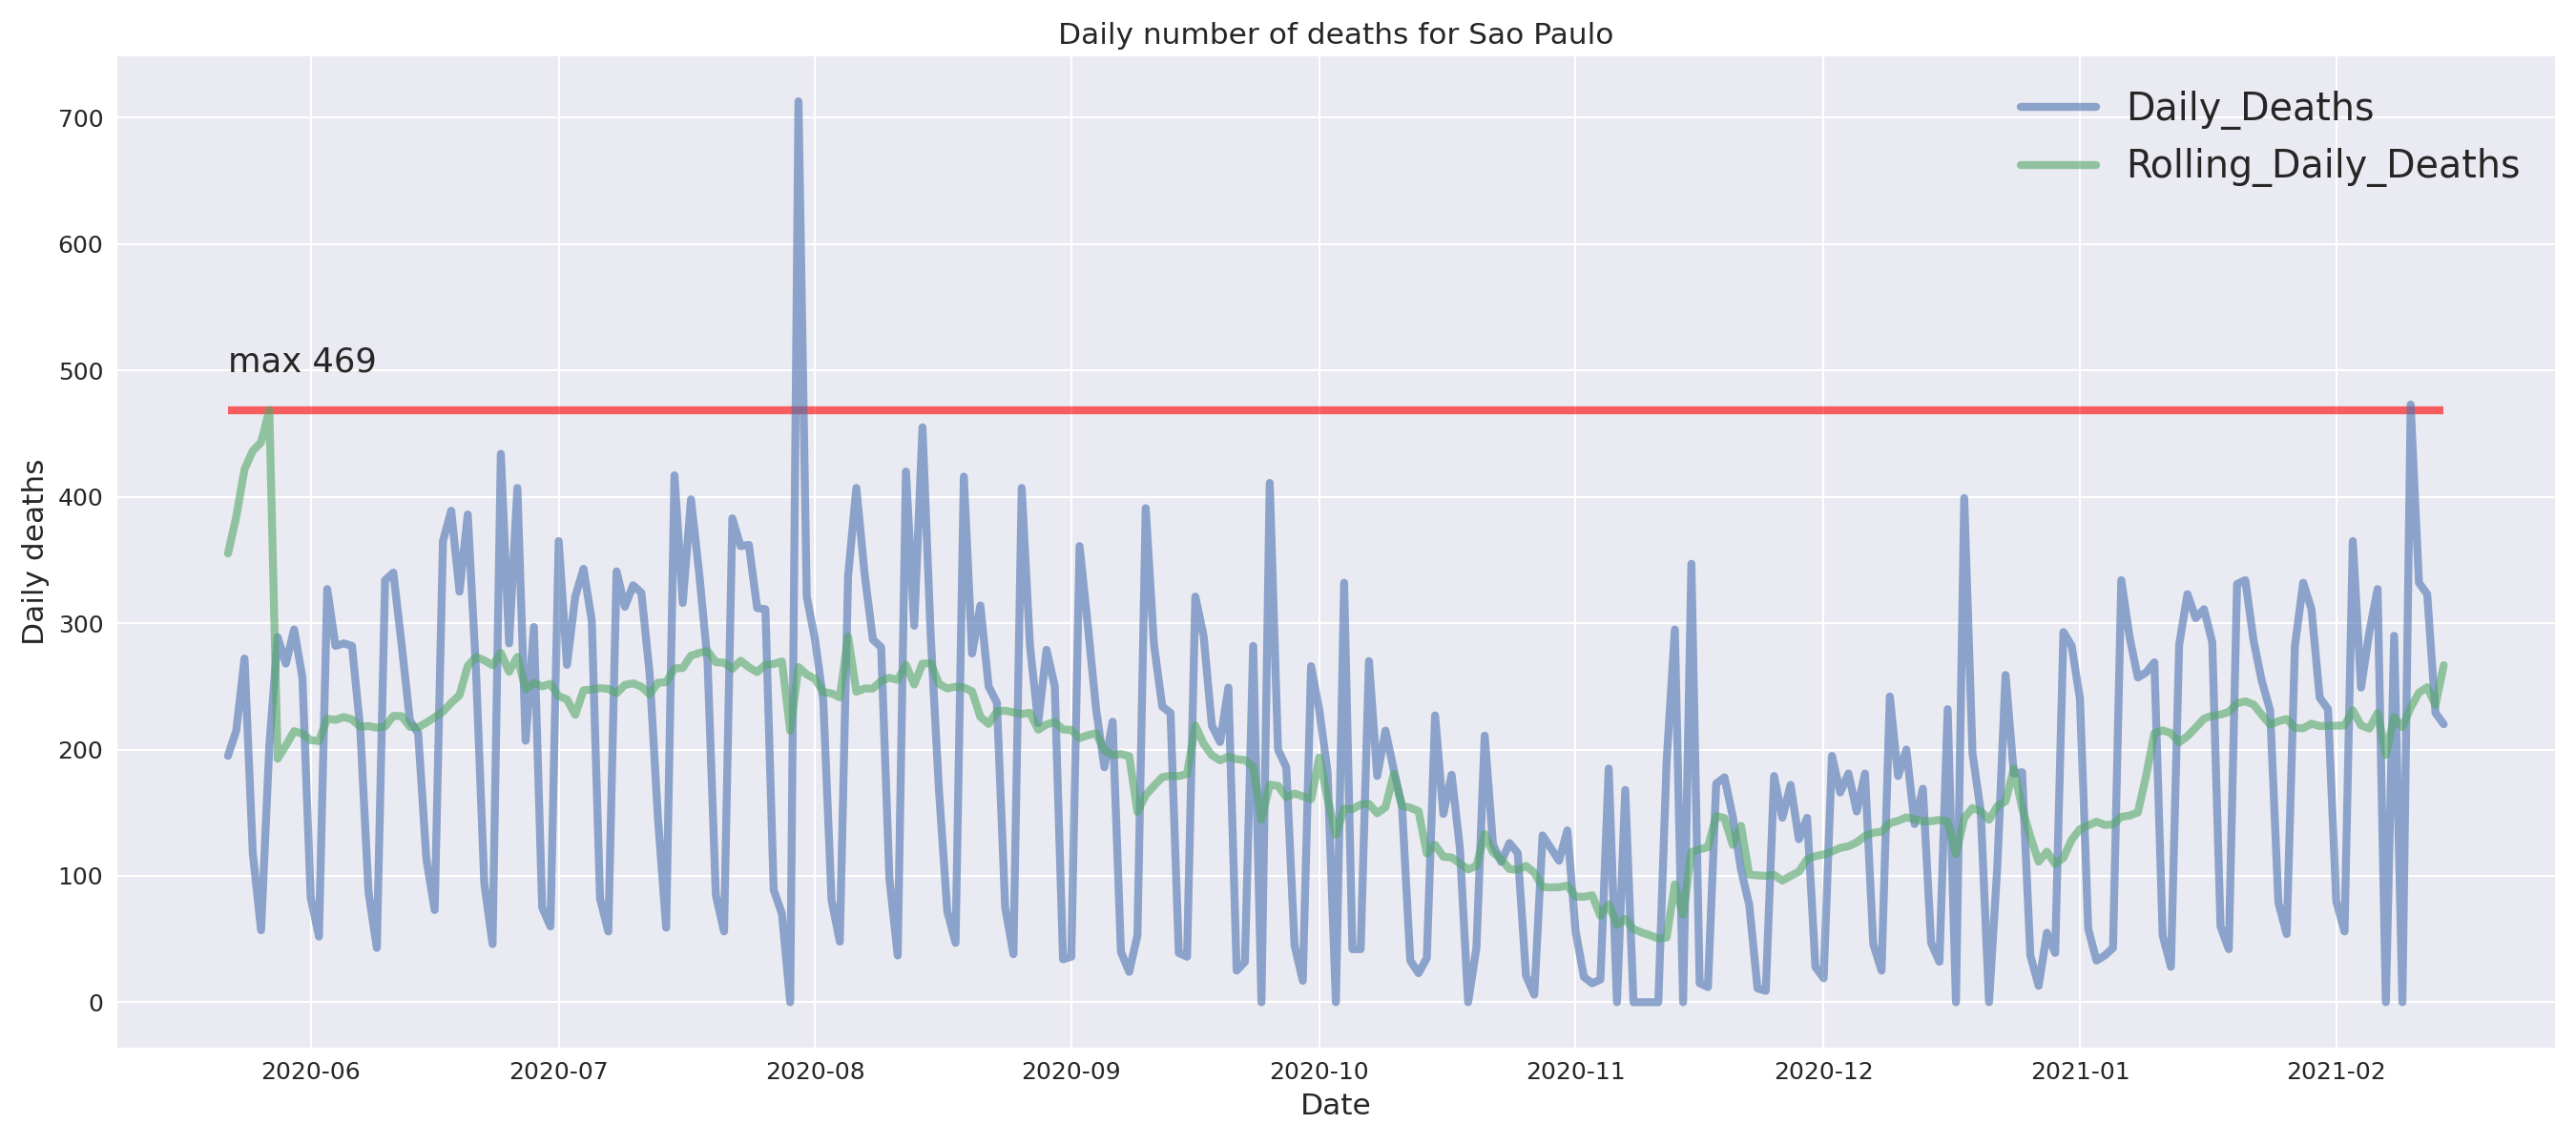 Daily number of deaths for Sao Paulo
Daily_Deaths
Rolling_Daily_Deaths
max 469
Daily deaths
700
600
500
400
300
200
100
0
2020-06 2020-07 2020-08 2020-09 2020-10 2020-11 2020-12 2021-01 2021-02
Date